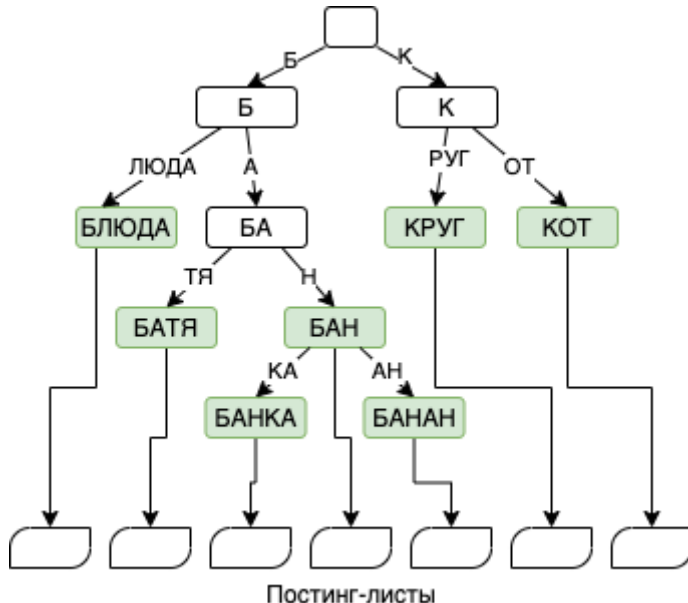 Б
К
Б
К
ЛЮДА
А
РУГ
ОТ
БЛЮДА
БА
КРУГ
КОТ
ТЯ
Н
БАТЯ
БАН
КА
АН
БАНКА
БАНАН
Постинг-листы